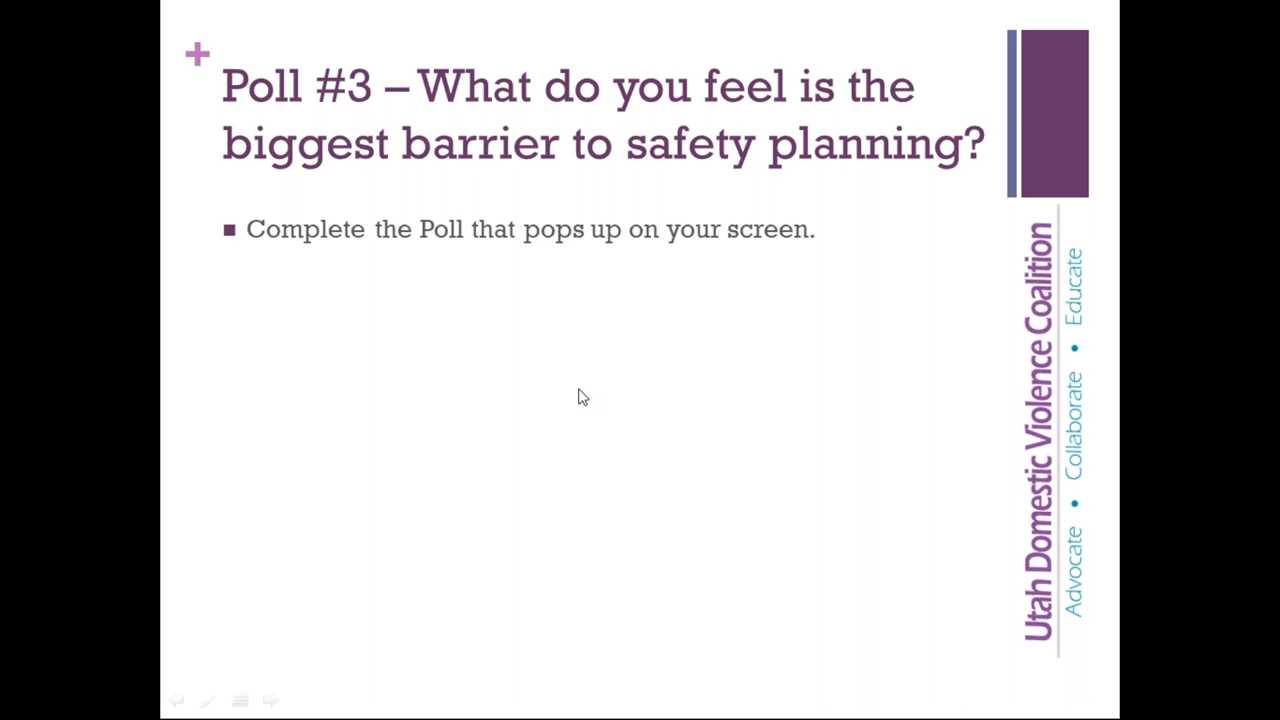 Poll #3 – What do you feel is the
biggest barrier to safety planning?
Complete the Poll that pops up on your screen.
Utah Domestic Violence Coalition
Advocate • Collaborate • Educate